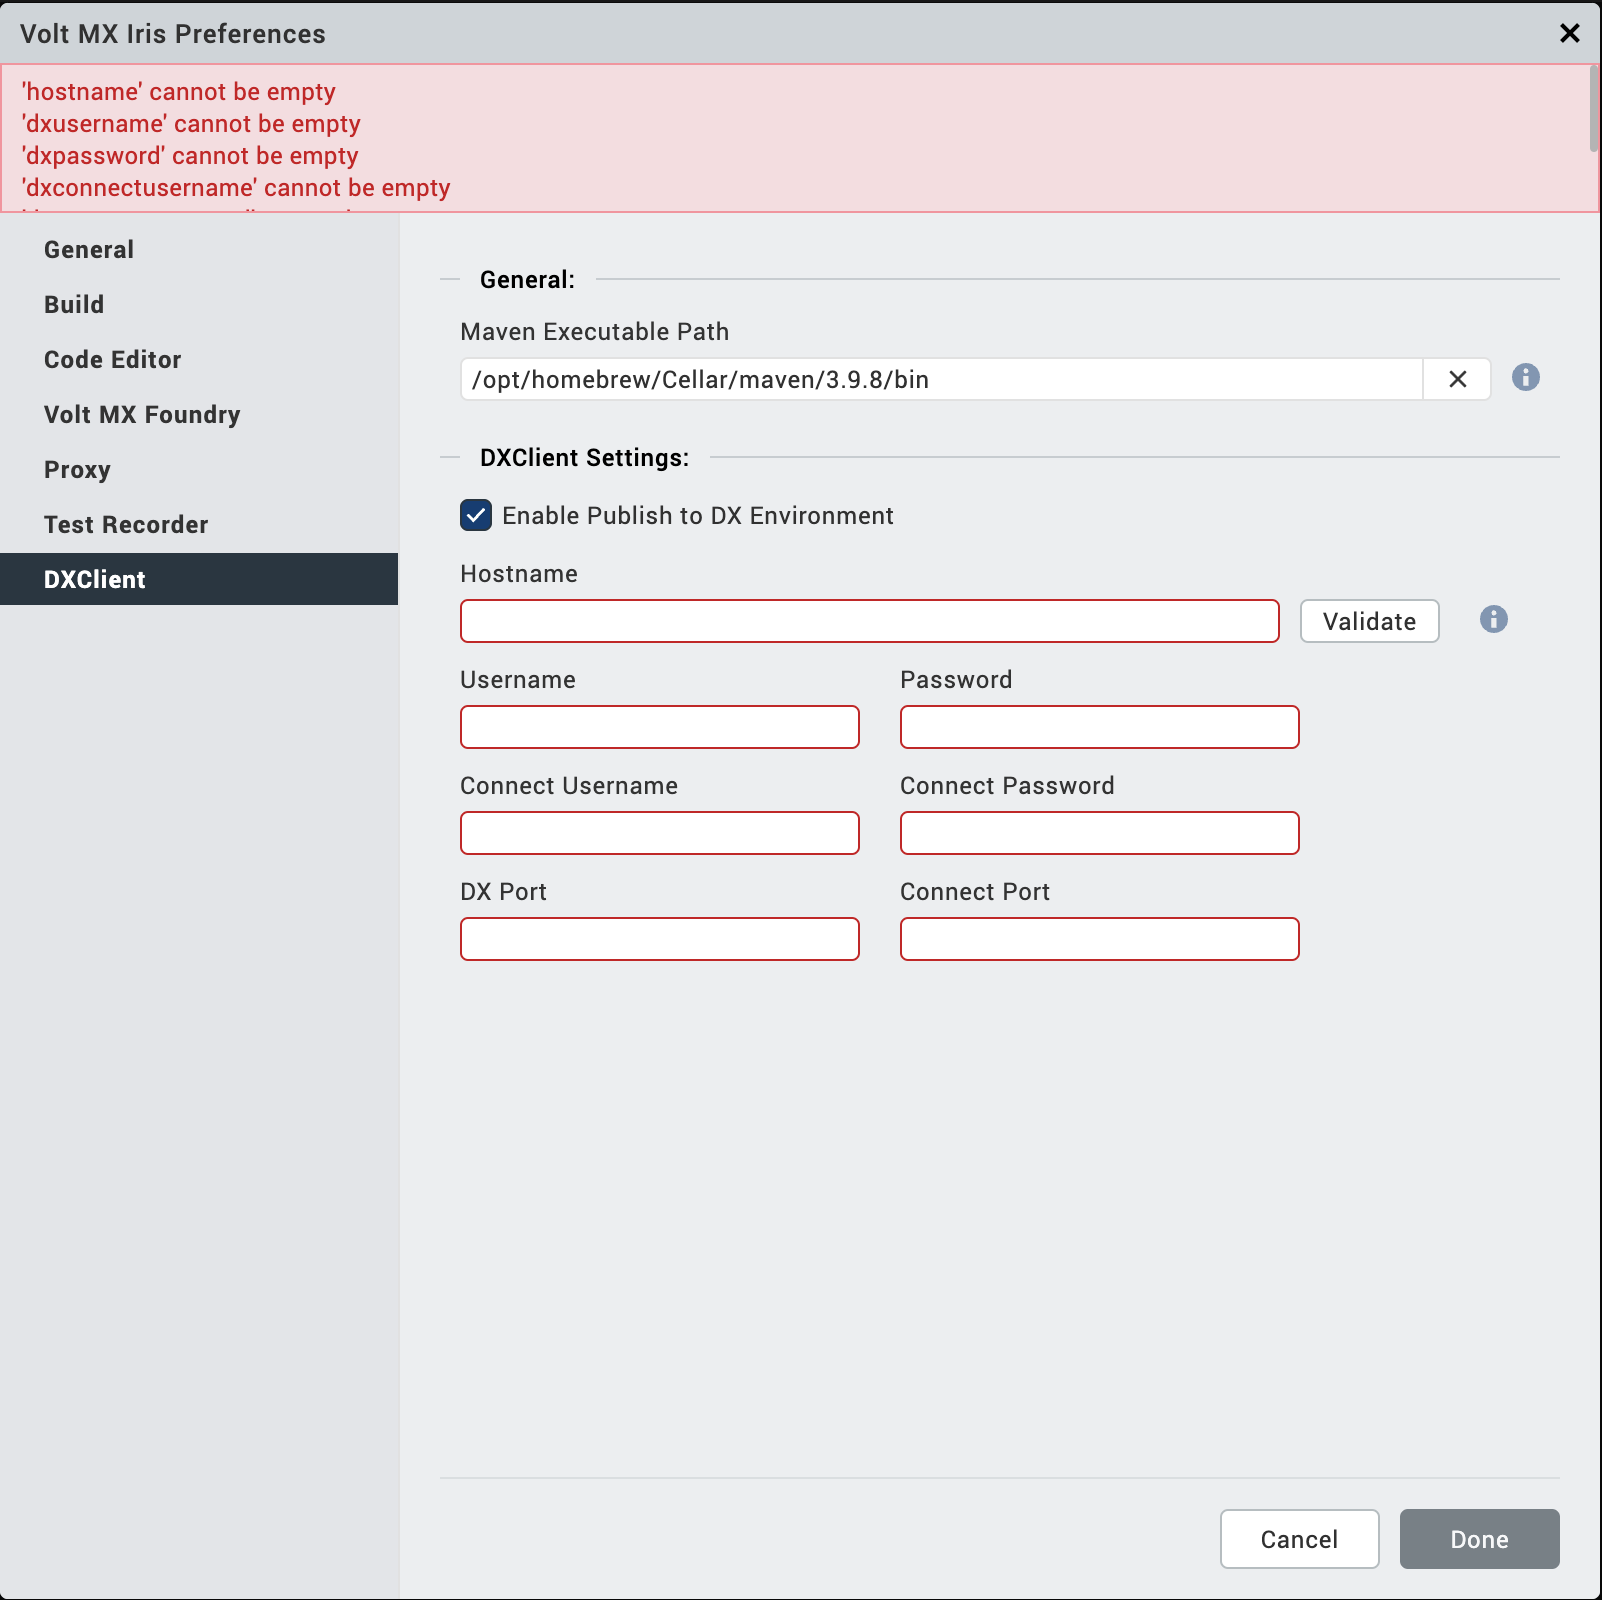 Volt MX Iris Preferences
'hostname' cannot be empty
'dxusername' cannot be empty
'dxpassword' cannot be empty
'dxconnectusername' cannot be empty
General
Build
Code Editor
Volt MX Foundry
Proxy
Test Recorder
DXClient
General:
Maven Executable Path
/opt/homebrew/Cellar/maven/3.9.8/bin
DXClient Settings:
Enable Publish to DX Environment
Hostname
Validate
Username Password
Connect Username Connect Password
DX Port Connect Port
Cancel Done